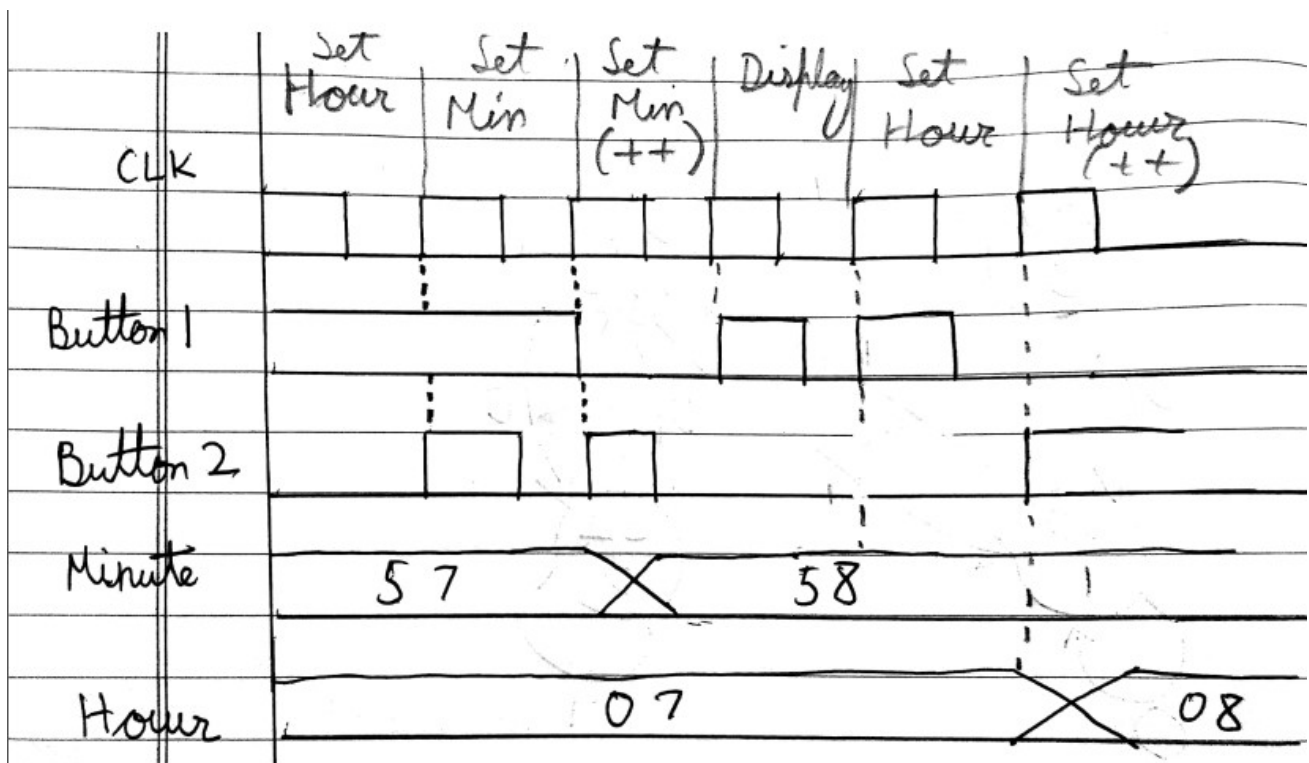 Set Hour
Set Min
Set Min (++)
Display
Set Hour
Set Hour (++)
CLK
Button 1
Button 2
Minute
57
58
Hour
07
08